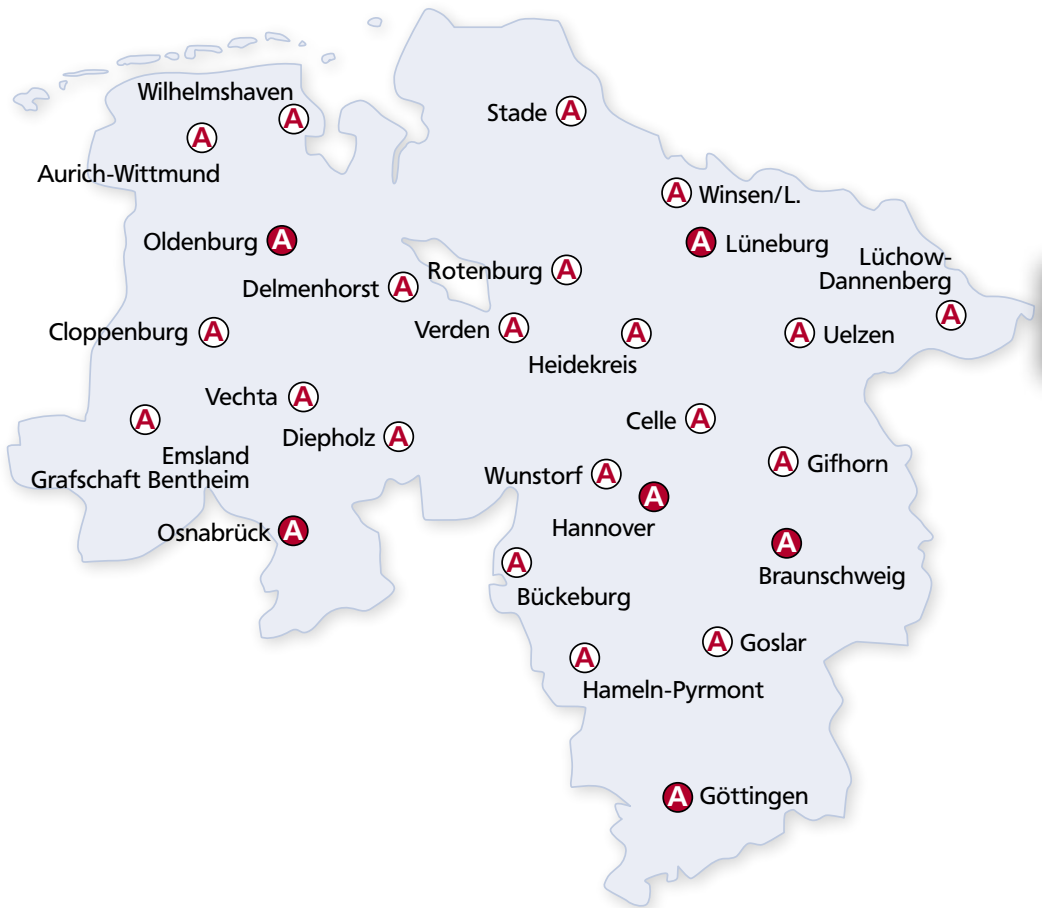 Wilhelmshaven
A
Stade A
A
Aurich-Wittmund
A Winsen/L.
Oldenburg A
A Lüneburg
Lüchow-
Dannenberg
A
Rotenburg A
Delmenhorst A
Cloppenburg A
Verden A
A
Heidekreis
A Uelzen
Vechta A
A
Emsland
Grafschaft Bentheim
Diepholz A
Celle A
Wunstorf A
A Gifhorn
A
Hannover
Osnabrück A
A
Braunschweig
A
Bückeburg
A Goslar
A
Hameln-Pyrmont
A Göttingen